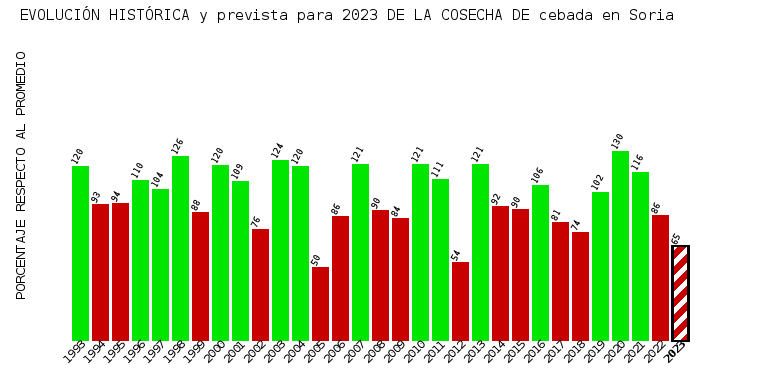 EVOLUCIÓN HISTÓRICA y prevista para 2023 DE LA COSECHA DE cebada en Soria
PORCENTAJE RESPECTO AL PROMEDIO
120 93 94 110 104 126 88 120 109 76 124 120 50 86 121 90 84 121 111 54 121 92 90 106 81 74 102 130 116 86 65
1993 1994 1995 1996 1997 1998 1999 2000 2001 2002 2003 2004 2005 2006 2007 2008 2009 2010 2011 2012 2013 2014 2015 2016 2017 2018 2019 2020 2021 2022 2023